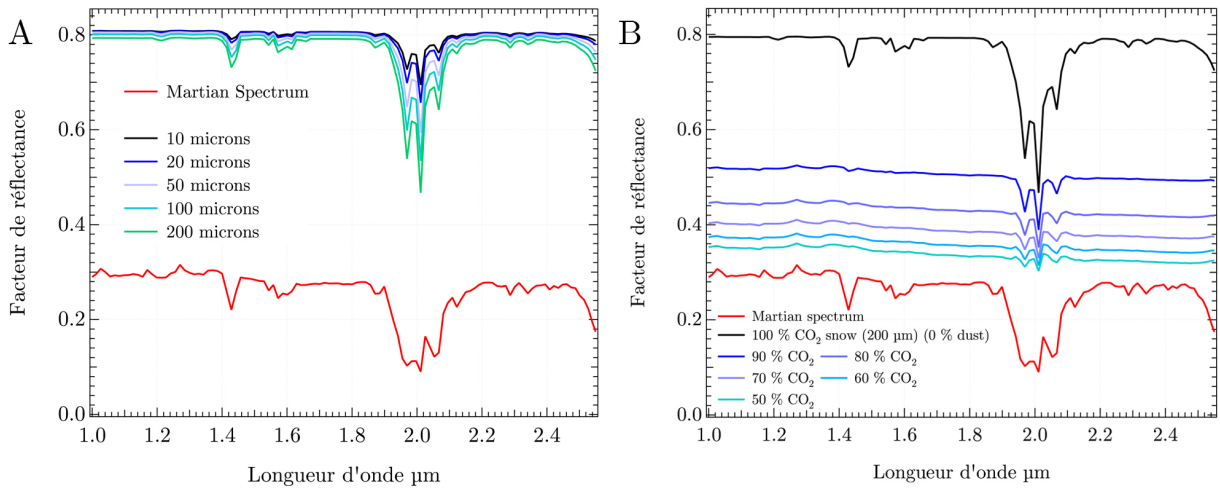 A
0.8
0.6
0.4
0.2
0.0
Facteur de réflectance
Martian Spectrum
10 microns
20 microns
50 microns
100 microns
200 microns
1.0 1.2 1.4 1.6 1.8 2.0 2.2 2.4
Longueur d'onde µm
B
0.8
0.6
0.4
0.2
0.0
Facteur de réflectance
Martian spectrum
100 % CO₂ snow (200 µm) (0 % dust)
90 % CO₂ 80 % CO₂
70 % CO₂ 60 % CO₂
50 % CO₂
1.0 1.2 1.4 1.6 1.8 2.0 2.2 2.4
Longueur d'onde µm